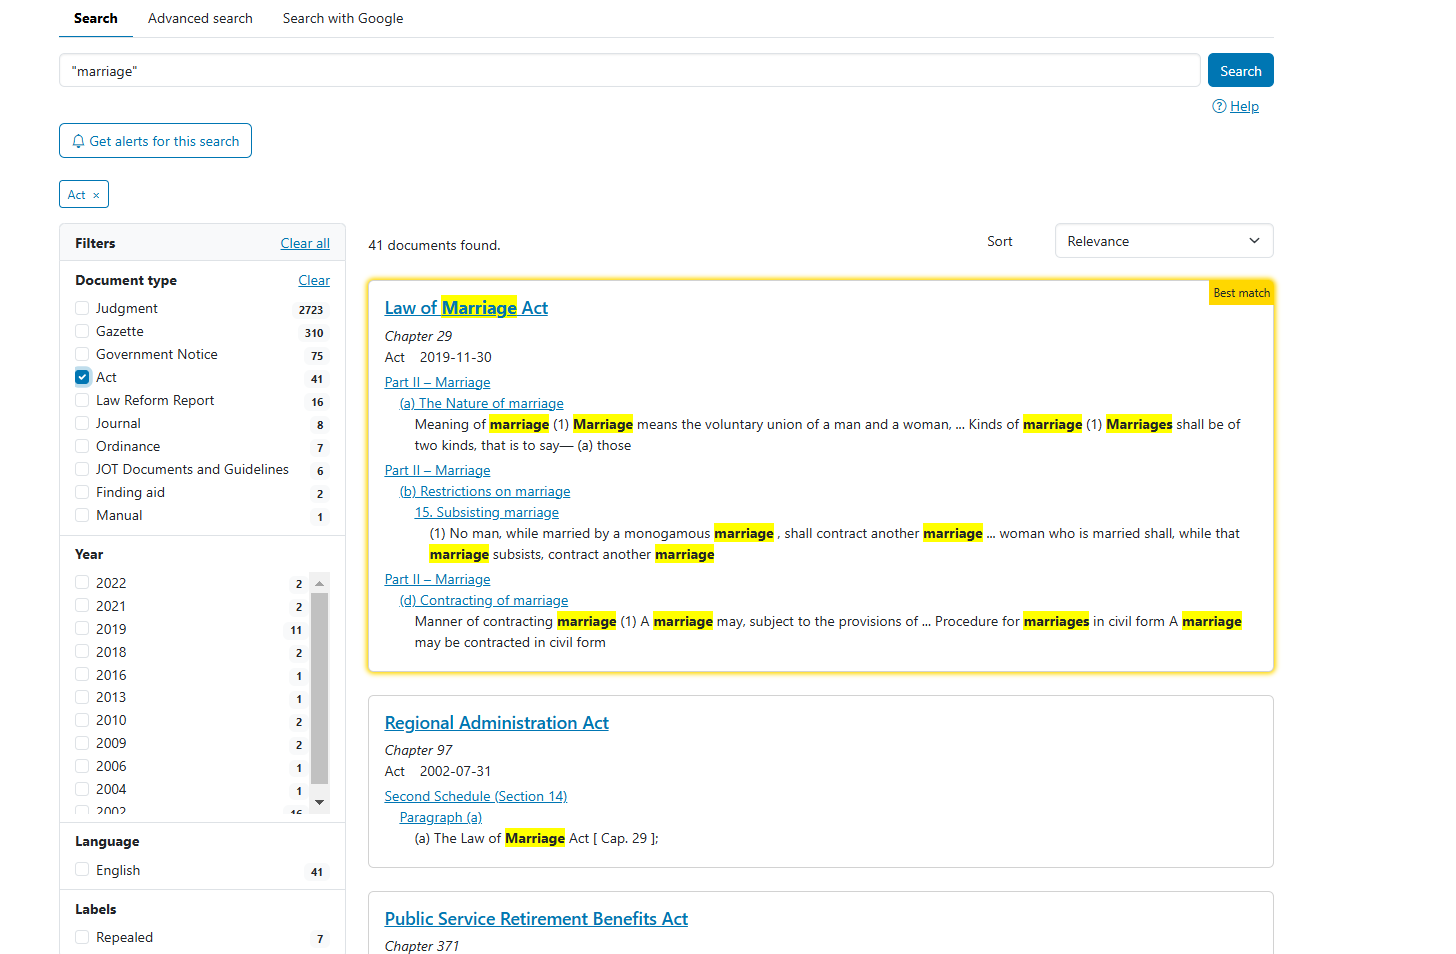 Search Advanced search Search with Google
"marriage"
Search
Help
Get alerts for this search
Act ×
Filters Clear all
Document type Clear
Judgment 2723
Gazette 310
Government Notice 75
Act 41
Law Reform Report 16
Journal 8
Ordinance 7
JOT Documents and Guidelines 6
Finding aid 2
Manual 1
Year
2022 2
2021 2
2019 11
2018 2
2016 1
2013 1
2010 2
2009 2
2006 1
2004 1
2002 16
Language
English 41
Labels
Repealed 7
41 documents found.
Sort Relevance
Best match
Law of Marriage Act
Chapter 29
Act 2019-11-30
Part II – Marriage
(a) The Nature of marriage
Meaning of marriage (1) Marriage means the voluntary union of a man and a woman, ... Kinds of marriage (1) Marriages shall be of
two kinds, that is to say— (a) those
Part II – Marriage
(b) Restrictions on marriage
15. Subsisting marriage
(1) No man, while married by a monogamous marriage , shall contract another marriage ... woman who is married shall, while that
marriage subsists, contract another marriage
Part II – Marriage
(d) Contracting of marriage
Manner of contracting marriage (1) A marriage may, subject to the provisions of ... Procedure for marriages in civil form A marriage
may be contracted in civil form
Regional Administration Act
Chapter 97
Act 2002-07-31
Second Schedule (Section 14)
Paragraph (a)
(a) The Law of Marriage Act [ Cap. 29 ];
Public Service Retirement Benefits Act
Chapter 371